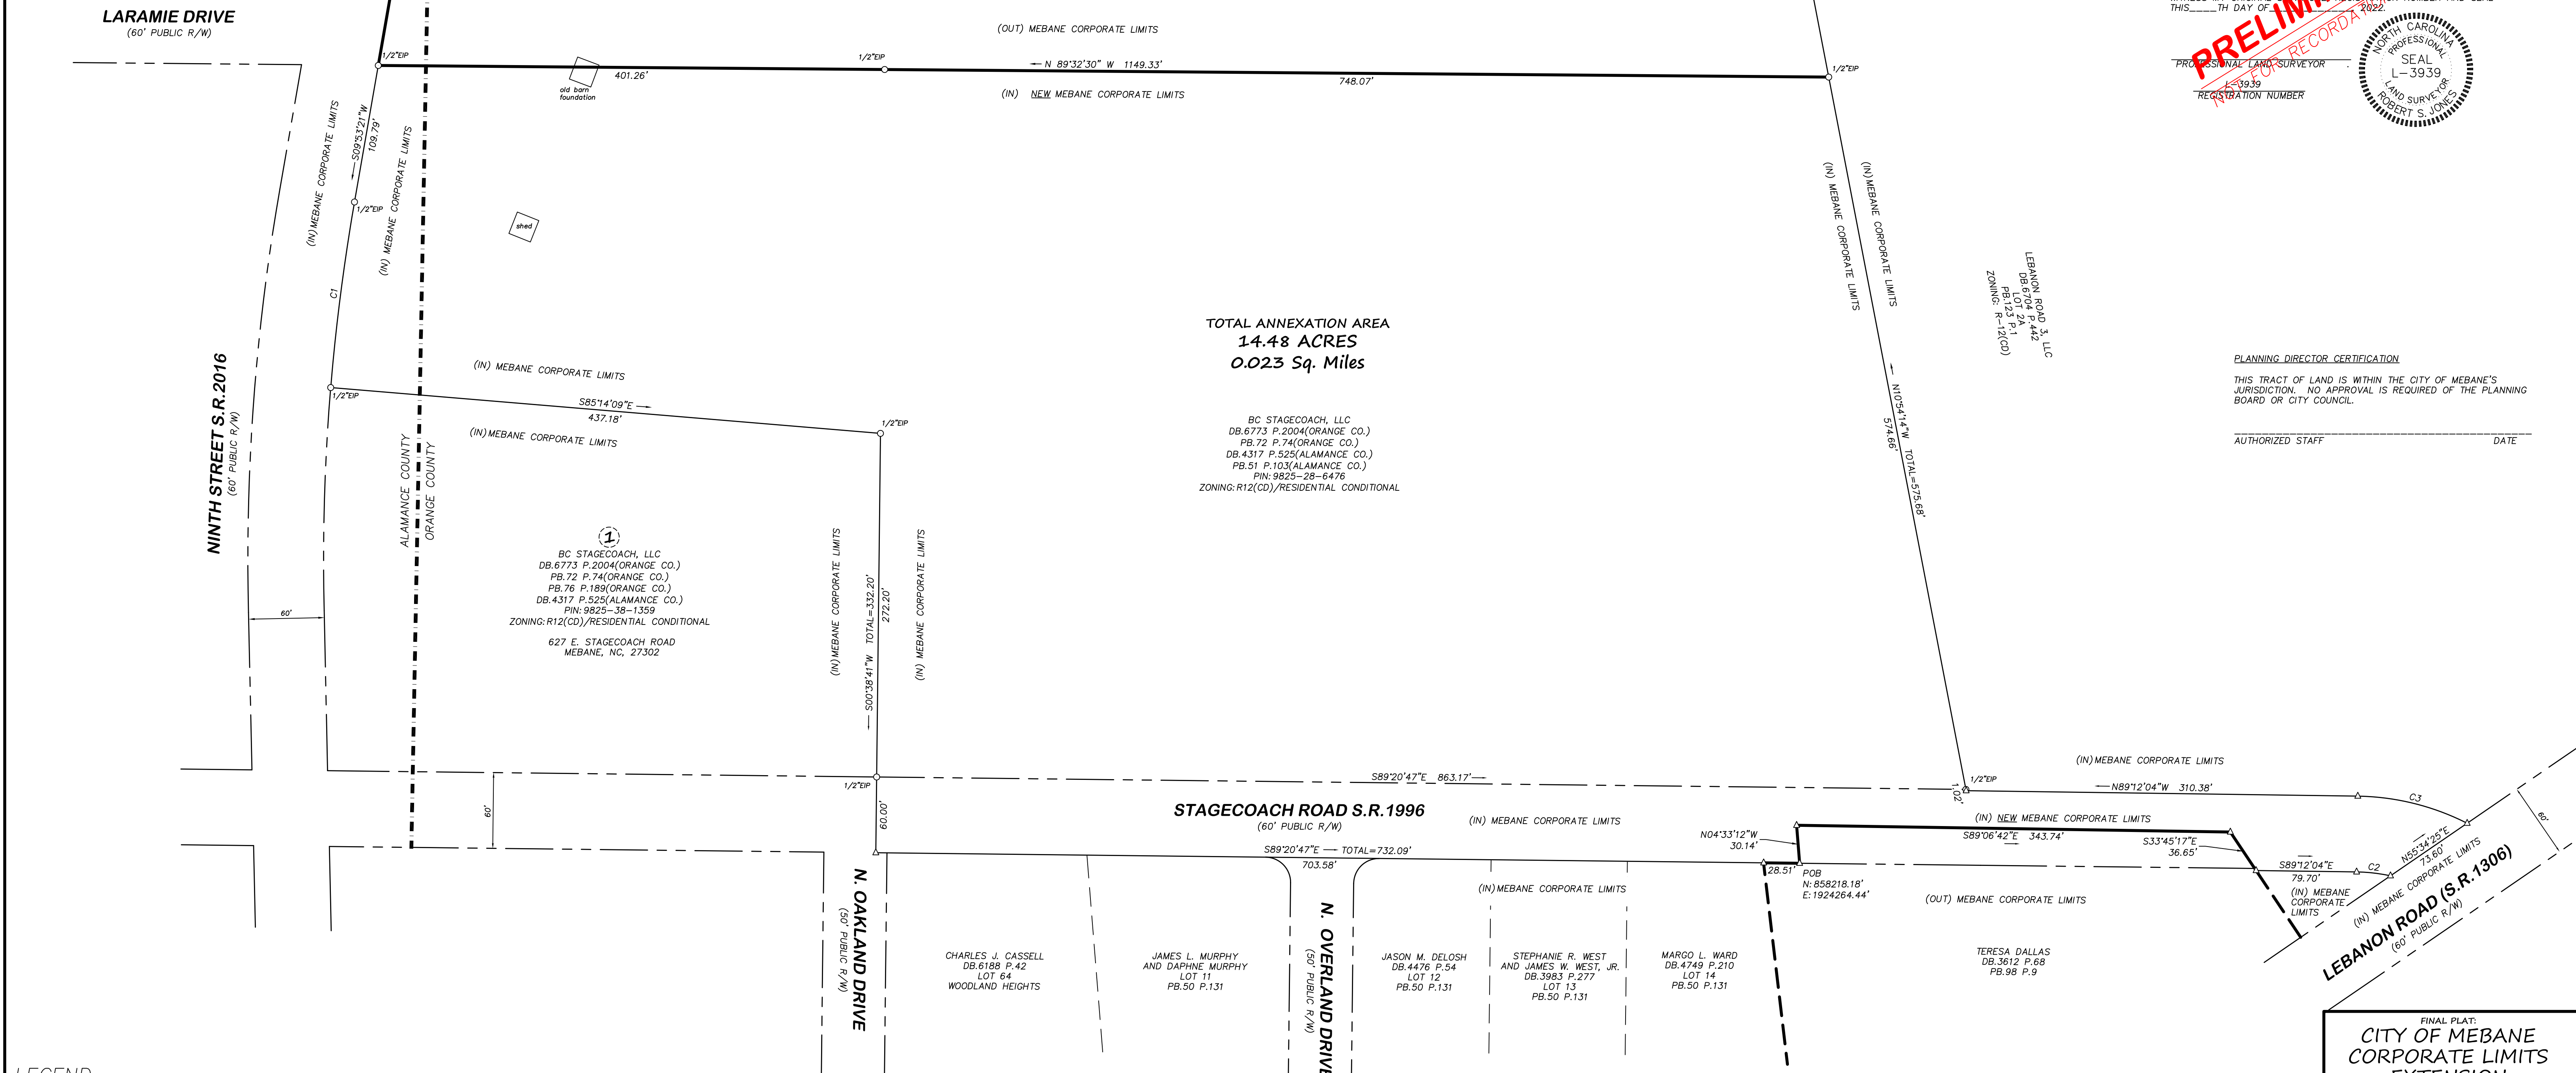 LARAMIE DRIVE
(60' PUBLIC R/W)
(OUT) MEBANE CORPORATE LIMITS
THIS____TH DAY OF____________, 2022.
PRELIMI
NOT FOR RECORDATI
PROFESSIONAL LAND SURVEYOR
L-3939
REGISTRATION NUMBER
NORTH CAROLINA
PROFESSIONAL
SEAL
L-3939
LAND SURVEYOR
ROBERT S. JONES
1/2"EIP
401.26'
old barn
foundation
1/2"EIP
N 89°32'30" W 1149.33'
(IN) NEW MEBANE CORPORATE LIMITS
748.07'
1/2"EIP
(IN)MEBANE CORPORATE LIMITS
S09°53'21"W
109.79'
(IN) MEBANE CORPORATE LIMITS
1/2"EIP
shed
C1
(IN) MEBANE CORPORATE LIMITS
(IN)MEBANE CORPORATE LIMITS
LEBANON ROAD 3, LLC
DB.6704 P.442
LOT 2A
PB.123 P.1
ZONING: R-12(CD)
TOTAL ANNEXATION AREA
14.48 ACRES
0.023 Sq. Miles
PLANNING DIRECTOR CERTIFICATION
THIS TRACT OF LAND IS WITHIN THE CITY OF MEBANE'S
JURISDICTION. NO APPROVAL IS REQUIRED OF THE PLANNING
BOARD OR CITY COUNCIL.
AUTHORIZED STAFF DATE
NINTH STREET S.R.2016
(60' PUBLIC R/W)
(IN) MEBANE CORPORATE LIMITS
1/2"EIP
S85°14'09"E
437.18'
(IN)MEBANE CORPORATE LIMITS
1/2"EIP
N10°54'14"W TOTAL=575.68'
574.66'
ALAMANCE COUNTY
ORANGE COUNTY
BC STAGECOACH, LLC
DB.6773 P.2004(ORANGE CO.)
PB.72 P.74(ORANGE CO.)
DB.4317 P.525(ALAMANCE CO.)
PB.51 P.103(ALAMANCE CO.)
PIN: 9825-28-6476
ZONING: R12(CD)/RESIDENTIAL CONDITIONAL
1
BC STAGECOACH, LLC
DB.6773 P.2004(ORANGE CO.)
PB.72 P.74(ORANGE CO.)
PB.76 P.189(ORANGE CO.)
DB.4317 P.525(ALAMANCE CO.)
PIN: 9825-38-1359
ZONING: R12(CD)/RESIDENTIAL CONDITIONAL
627 E. STAGECOACH ROAD
MEBANE, NC, 27302
60'
(IN)MEBANE CORPORATE LIMITS
S00°38'41"W TOTAL=332.20'
272.20'
(IN) MEBANE CORPORATE LIMITS
60'
1/2"EIP
60.00'
S89°20'47"E 863.17'
STAGECOACH ROAD S.R.1996
(60' PUBLIC R/W)
(IN) MEBANE CORPORATE LIMITS
S89°20'47"E TOTAL=732.09'
703.58'
1/2"EIP
1.02'
(IN)MEBANE CORPORATE LIMITS
N89°12'04"W 310.38'
C3
(IN) NEW MEBANE CORPORATE LIMITS
N04°33'12"W
30.14'
S89°06'42"E 343.74'
S33°45'17"E
36.65'
28.51'
POB
N: 858218.18'
E: 1924264.44'
S89°12'04"E
79.70'
C2
N55°34'25"E
73.60'
60'
(IN) MEBANE
CORPORATE
LIMITS
(IN) MEBANE CORPORATE LIMITS
LEBANON ROAD (S.R.1306)
(60' PUBLIC R/W)
(IN)MEBANE CORPORATE LIMITS
(OUT) MEBANE CORPORATE LIMITS
N. OAKLAND DRIVE
(50' PUBLIC R/W)
N. OVERLAND DRIVE
(50' PUBLIC R/W)
CHARLES J. CASSELL
DB.6188 P.42
LOT 64
WOODLAND HEIGHTS
JAMES L. MURPHY
AND DAPHNE MURPHY
LOT 11
PB.50 P.131
JASON M. DELOSH
DB.4476 P.54
LOT 12
PB.50 P.131
STEPHANIE R. WEST
AND JAMES W. WEST, JR.
DB.3983 P.277
LOT 13
PB.50 P.131
MARGO L. WARD
DB.4749 P.210
LOT 14
PB.50 P.131
TERESA DALLAS
DB.3612 P.68
PB.98 P.9
LEGEND
FINAL PLAT:
CITY OF MEBANE
CORPORATE LIMITS
EXTENSION